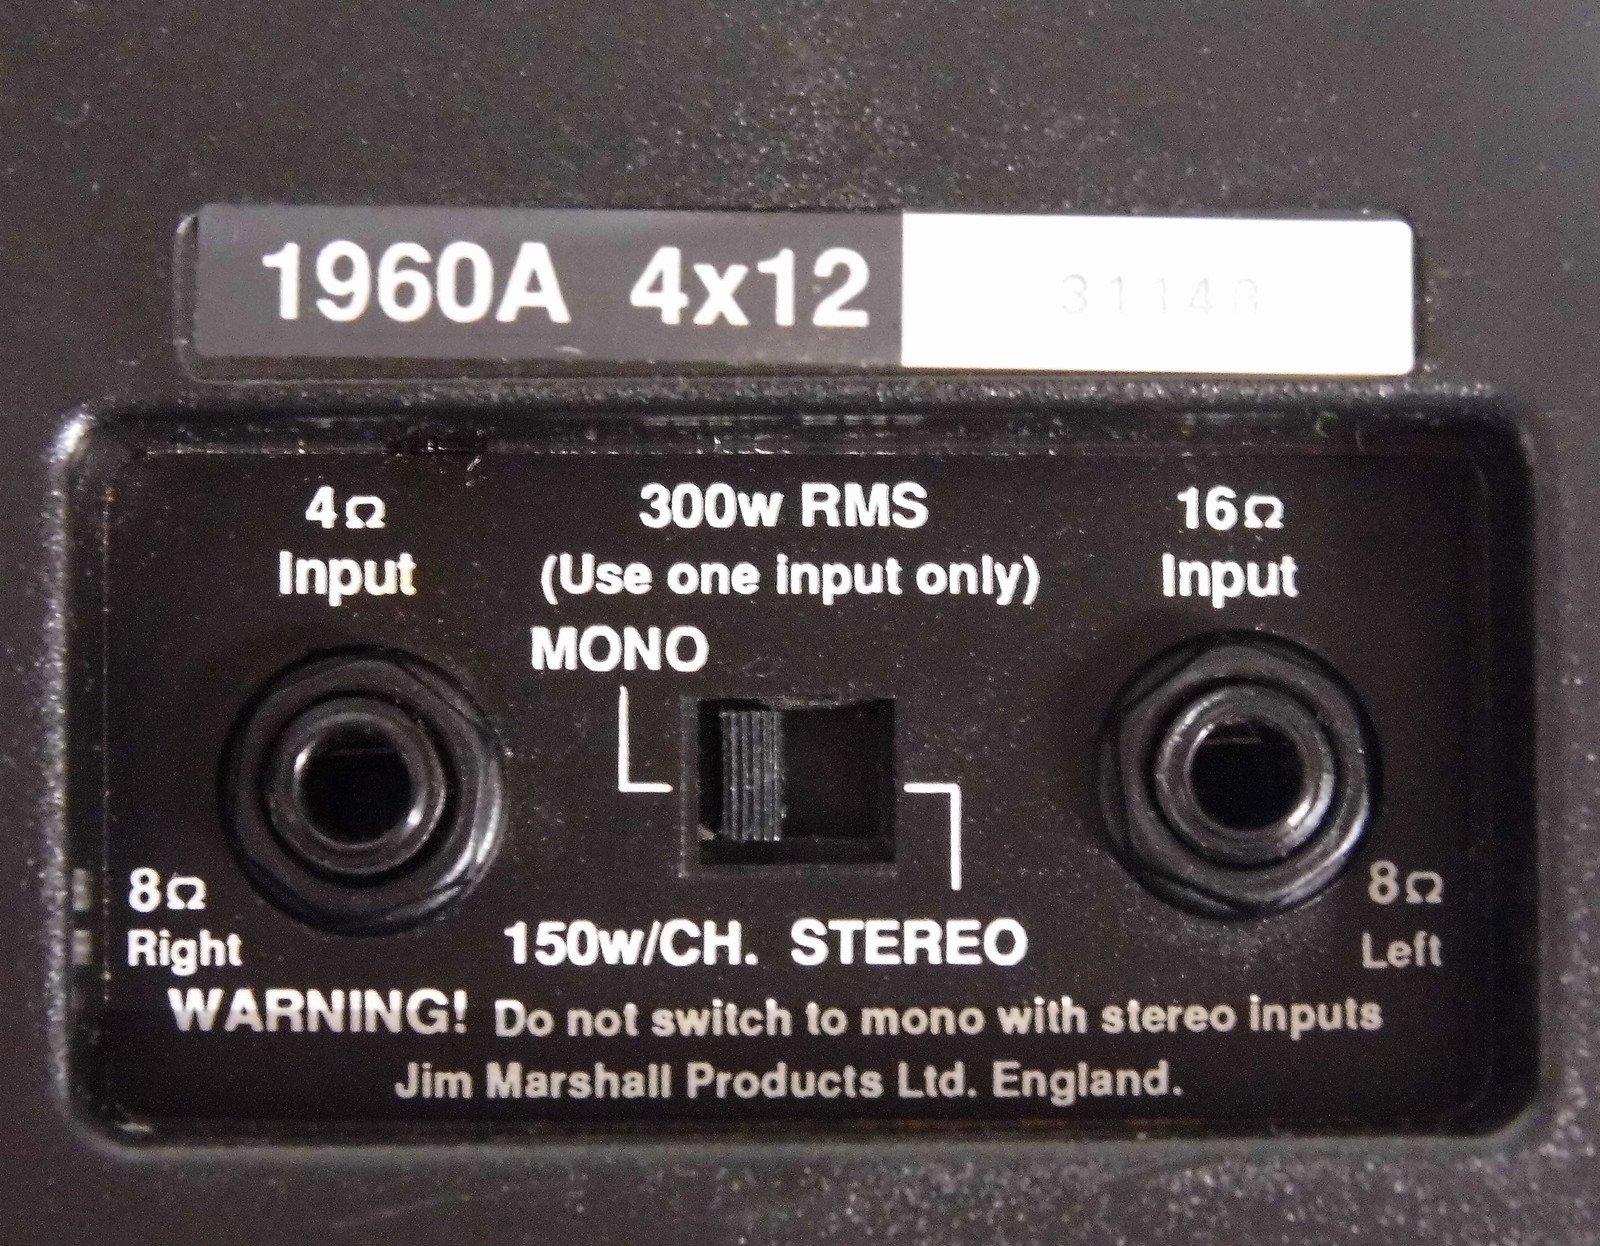 1960A 4x12
4Ω 300w RMS 16Ω
Input (Use one input only) Input
MONO
8Ω 8Ω
Right 150w/CH. STEREO Left
WARNING! Do not switch to mono with stereo inputs
Jim Marshall Products Ltd. England.